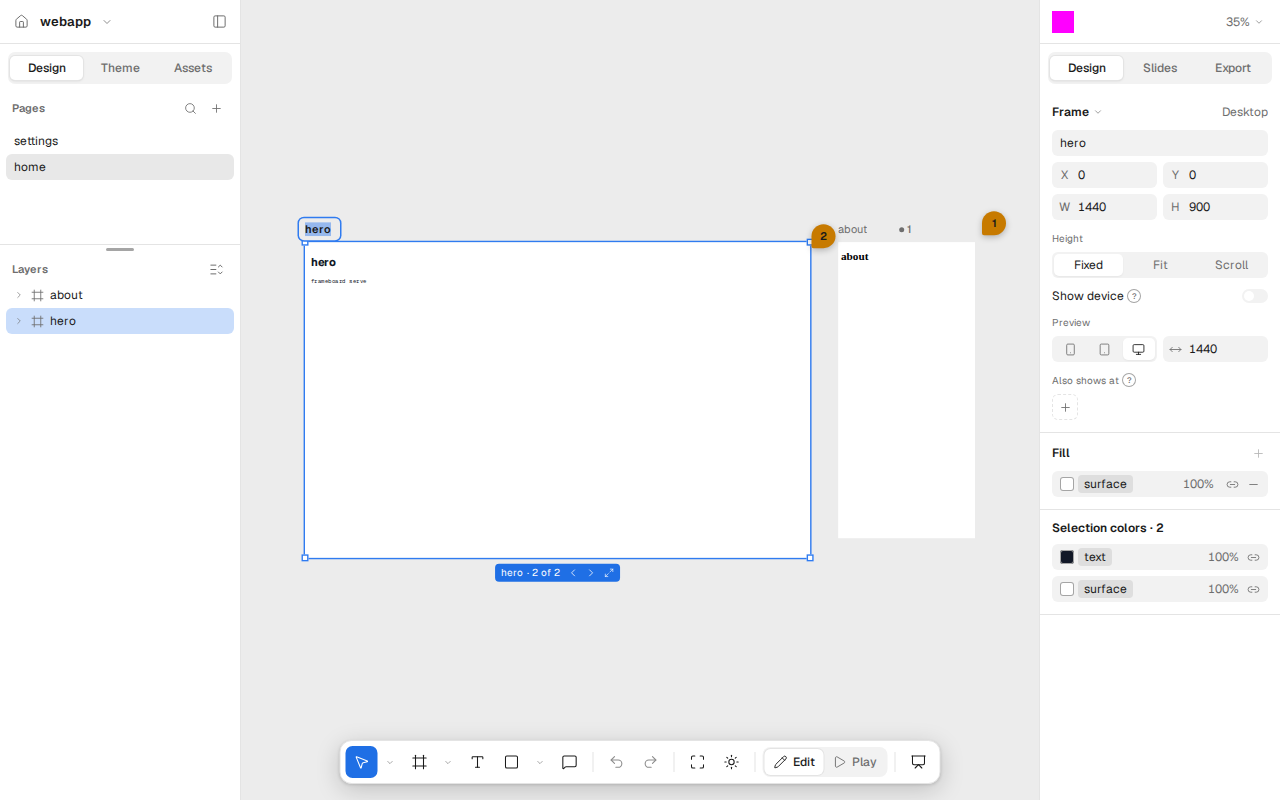 webapp
Design
Theme
Assets
Pages
settings
home
Layers
about
hero
hero
hero
frameboard serve
2
about
1
1
about
hero · 2 of 2
Edit
Play
35%
Design
Slides
Export
Frame
Desktop
hero
X 0
Y 0
W 1440
H 900
Height
Fixed
Fit
Scroll
Show device ?
Preview
1440
Also shows at ?
Fill
surface 100%
Selection colors · 2
text 100%
surface 100%